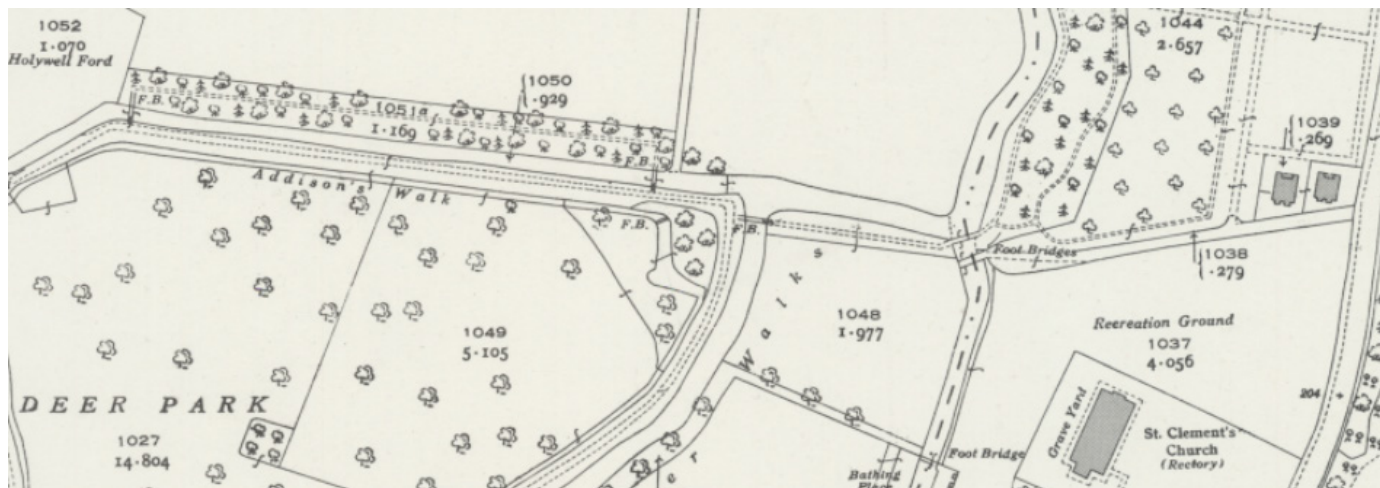 1052
1·070
Holywell Ford
1050
·929
1044
2·657
F.B.
1051a
1·169
1039
·269
F.B.
Addison's Walk
F.B.
F.B.
Foot Bridges
1038
·279
Walks
1048
1·977
1049
5·105
Recreation Ground
1037
4·056
DEER PARK
204
1027
14·804
Grave Yard
St. Clement's
Church
(Rectory)
Foot Bridge
Bathing
Place